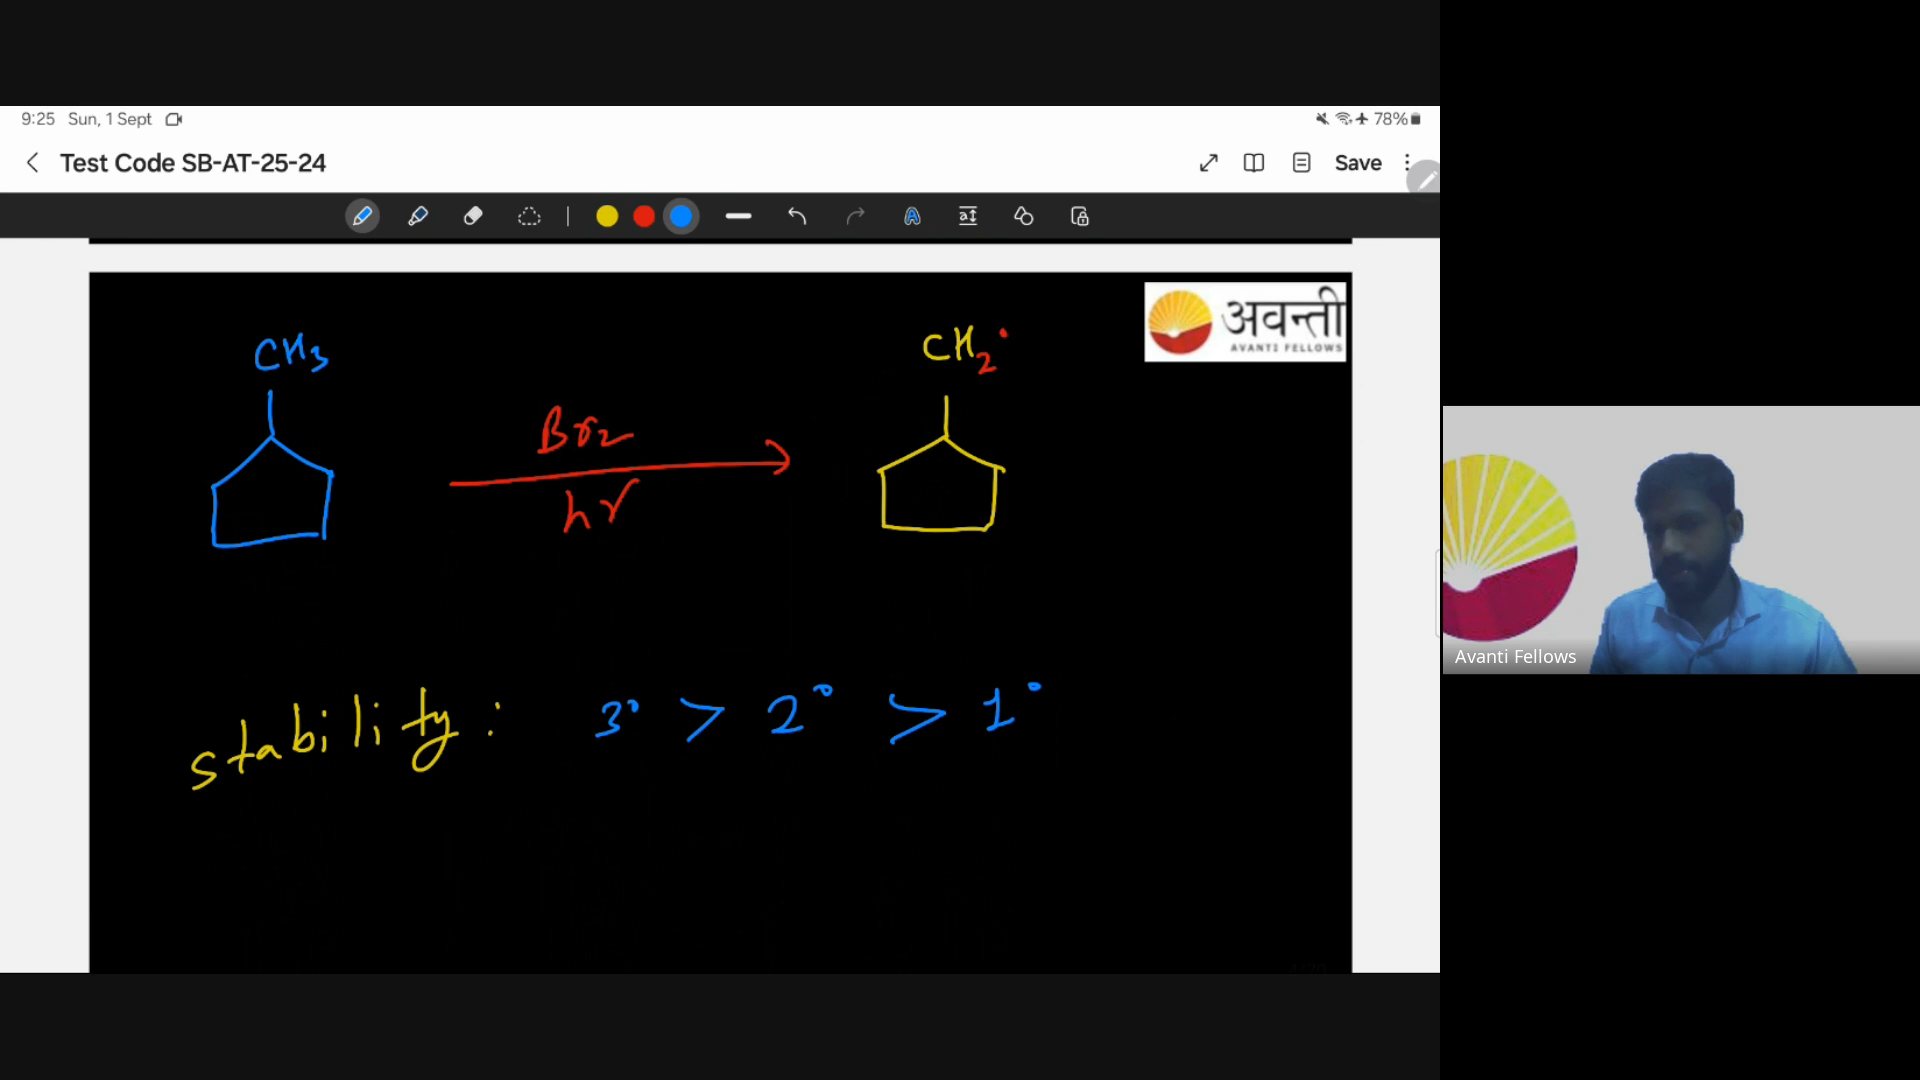 9:25 Sun, 1 Sept 78%
Test Code SB-AT-25-24 Save
अवन्ती
AVANTI FELLOWS
CH3
CH2•
Br2
hν
stability: 3° > 2° > 1°
Avanti Fellows